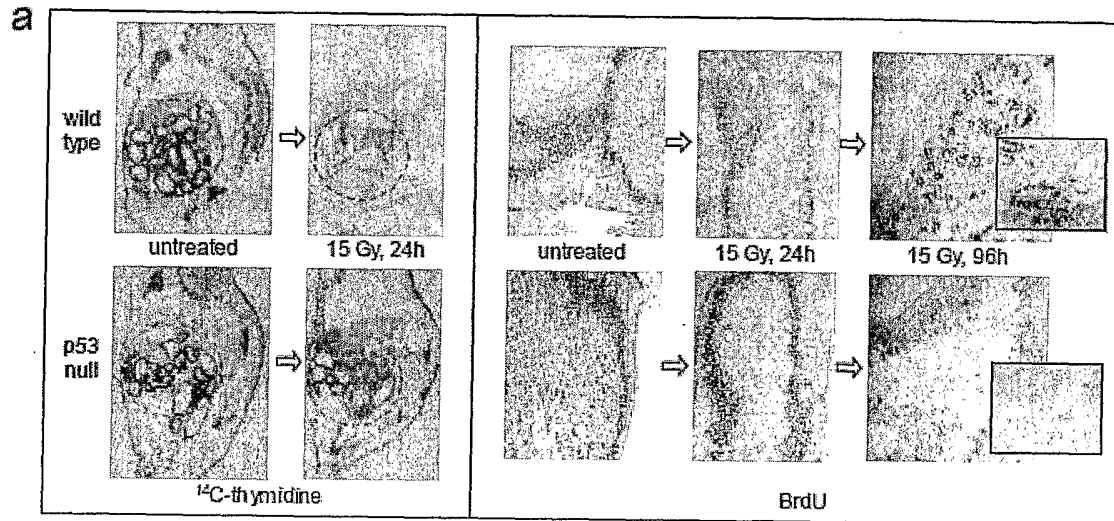 a
wild
type
untreated
15 Gy, 24h
untreated
15 Gy, 24h
15 Gy, 96h
p53
null
¹⁴C-thymidine
BrdU